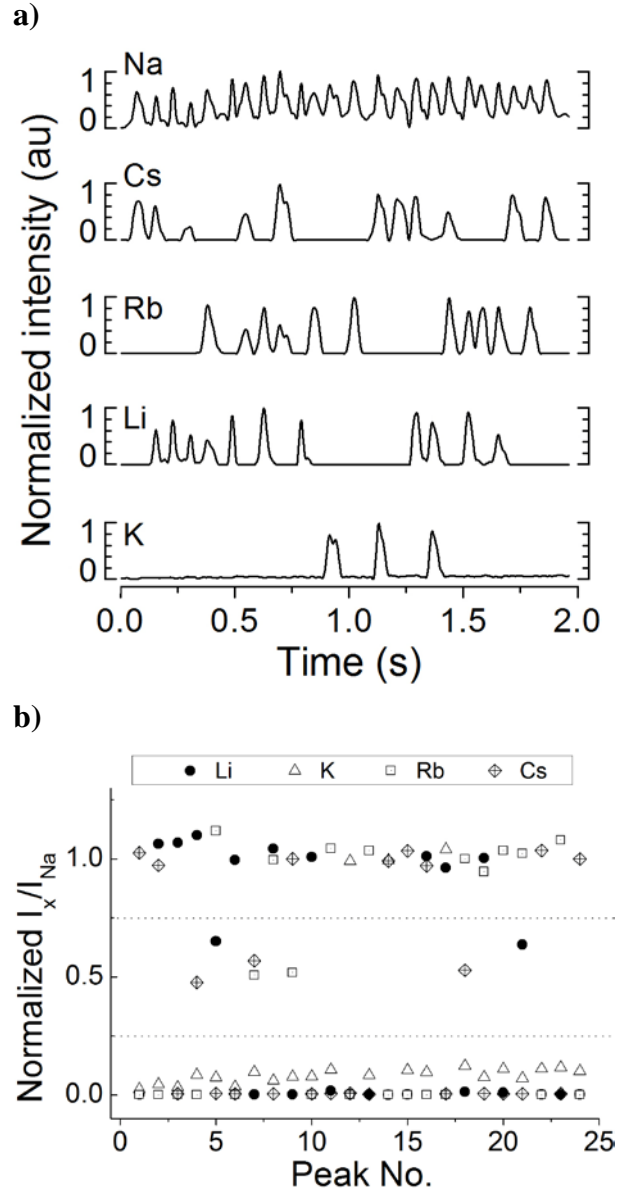 a)
Normalized intensity (au)
Na
1
0
Cs
1
0
Rb
1
0
Li
1
0
K
1
0
0.0 0.5 1.0 1.5 2.0
Time (s)
b)
Li K Rb Cs
Normalized I_x/I_Na
1.0
0.5
0.0
0 5 10 15 20 25
Peak No.